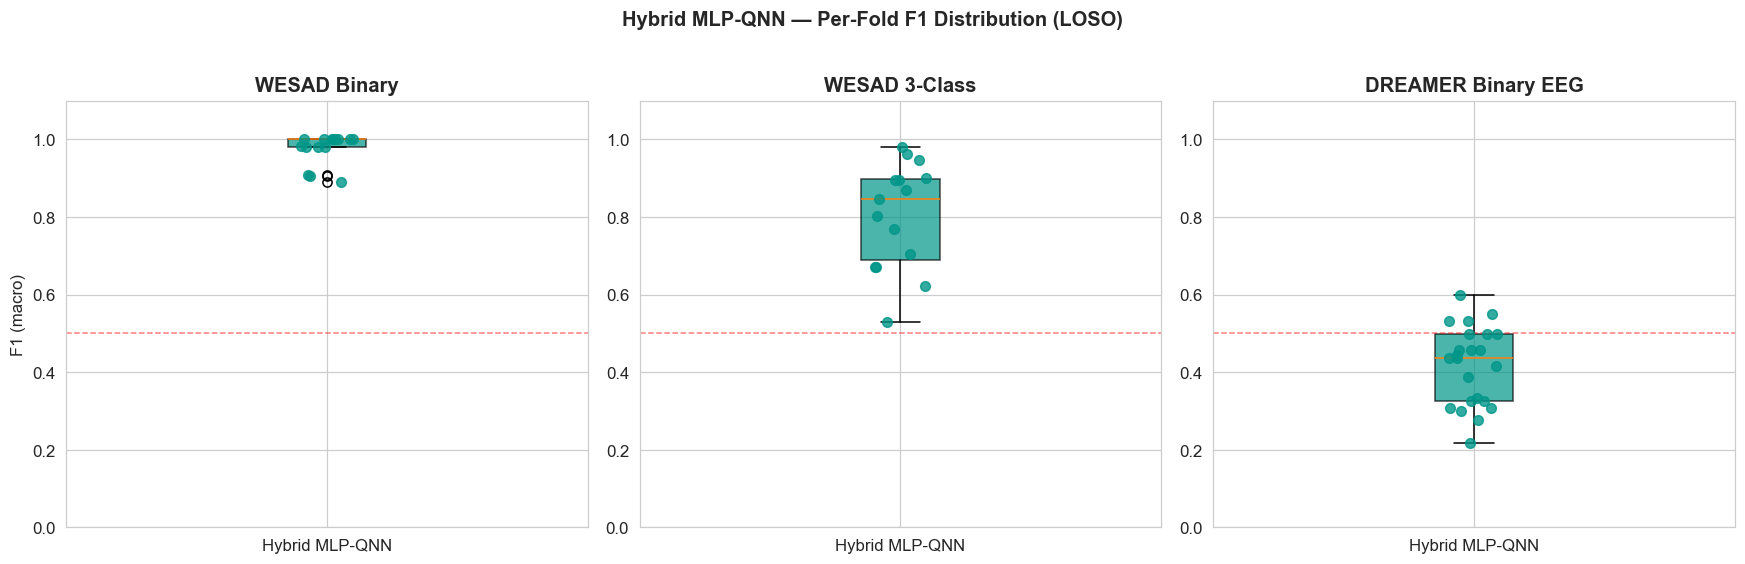 Hybrid MLP-QNN — Per-Fold F1 Distribution (LOSO)
WESAD Binary
WESAD 3-Class
DREAMER Binary EEG
F1 (macro)
1.0
0.8
0.6
0.4
0.2
0.0
Hybrid MLP-QNN
1.0
0.8
0.6
0.4
0.2
0.0
Hybrid MLP-QNN
1.0
0.8
0.6
0.4
0.2
0.0
Hybrid MLP-QNN